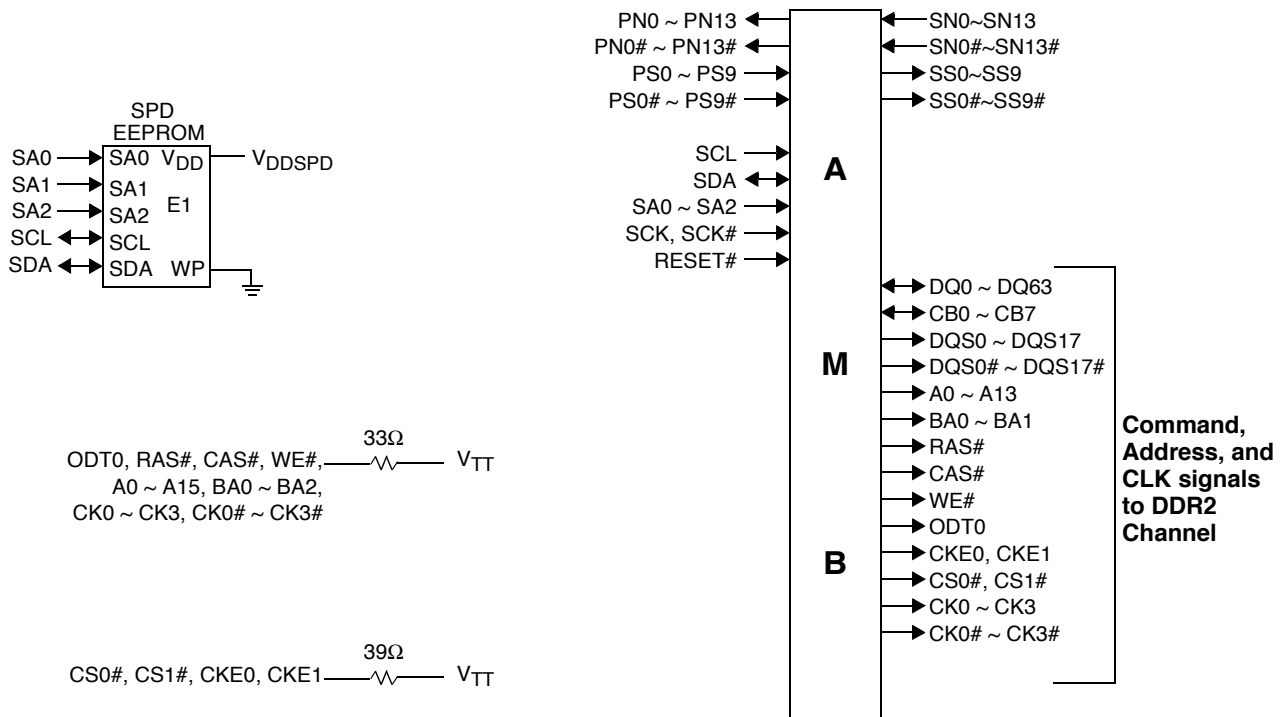 SPD
EEPROM
SA0 SA0 VDD VDDSPD
SA1 SA1
SA2 SA2 E1
SCL SCL
SDA SDA WP
ODT0, RAS#, CAS#, WE#, 33Ω VTT
A0 ~ A15, BA0 ~ BA2,
CK0 ~ CK3, CK0# ~ CK3#
CS0#, CS1#, CKE0, CKE1 39Ω VTT
PN0 ~ PN13 SN0~SN13
PN0# ~ PN13# SN0#~SN13#
PS0 ~ PS9 SS0~SS9
PS0# ~ PS9# SS0#~SS9#
SCL
SDA
SA0 ~ SA2
SCK, SCK#
RESET#
A
M
B
DQ0 ~ DQ63
CB0 ~ CB7
DQS0 ~ DQS17
DQS0# ~ DQS17#
A0 ~ A13
BA0 ~ BA1
RAS#
CAS#
WE#
ODT0
CKE0, CKE1
CS0#, CS1#
CK0 ~ CK3
CK0# ~ CK3#
Command,
Address, and
CLK signals
to DDR2
Channel